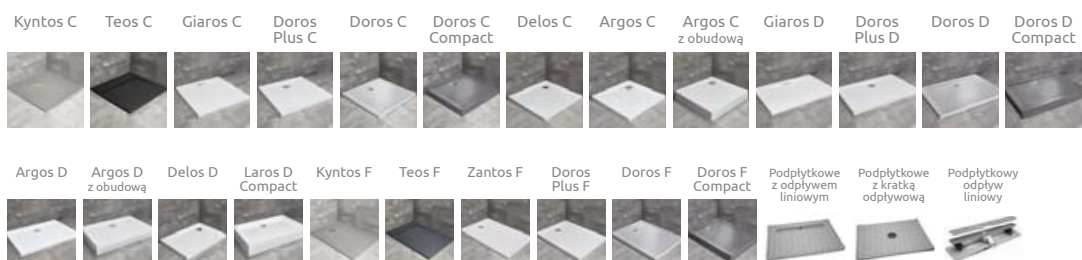 Kyntos C
Teos C
Giaros C
Doros
Plus C
Doros C
Doros C
Compact
Delos C
Argos C
Argos C
z obudową
Giaros D
Doros
Plus D
Doros D
Doros D
Compact
Argos D
Argos D
z obudową
Delos D
Laros D
Compact
Kyntos F
Teos F
Zantos F
Doros
Plus F
Doros F
Doros F
Compact
Podpłytkowe
z odpływem
liniowym
Podpłytkowe
z kratką
odpływową
Podpłytkowy
odpływ
liniowy